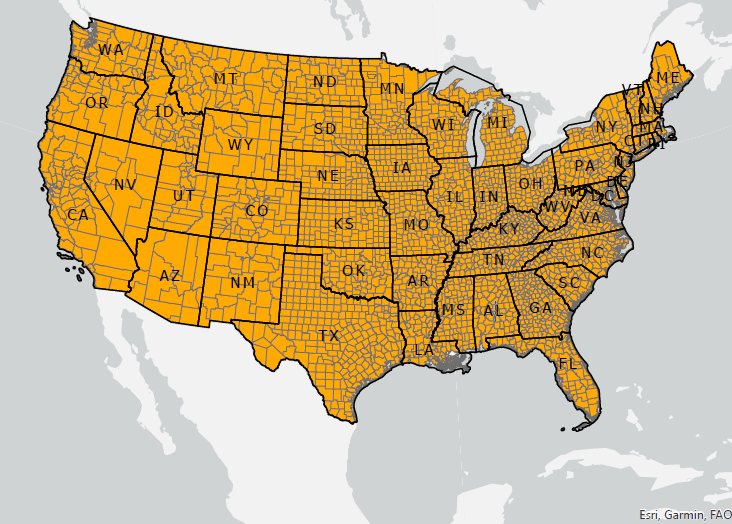 WA
MT
ND
MN
ME
VT
OR
ID
SD
WI
MI
NH
NY
MA
WY
CT
RI
IA
PA
NE
NJ
NV
UT
IL
IN
OH
DE
MD
DC
CO
KS
MO
WV
CA
KY
VA
TN
NC
AZ
NM
OK
AR
SC
MS
AL
GA
TX
LA
FL
Esri, Garmin, FAO